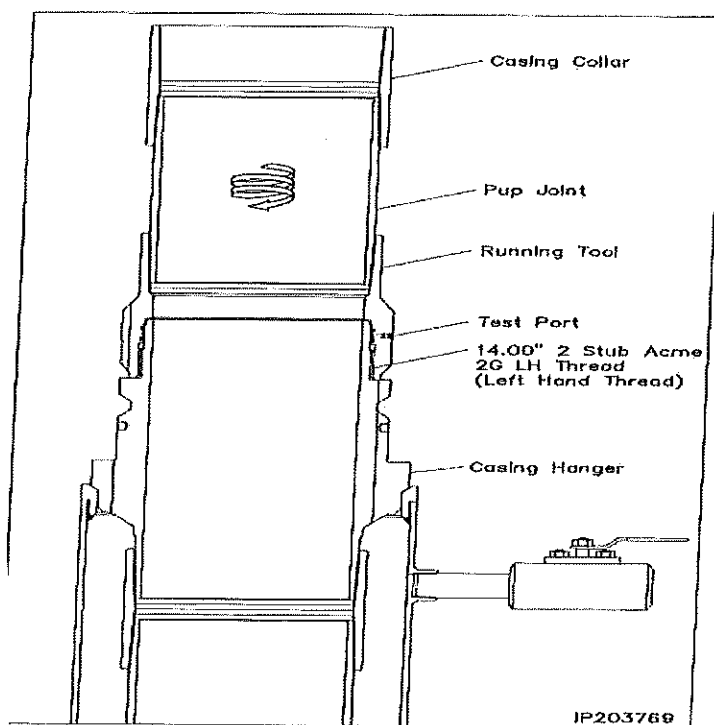 Casing Collar
Pup Joint
Running Tool
Test Port
14.00" 2 Stub Acme
2G LH Thread
(Left Hand Thread)
Casing Hanger
IP203769